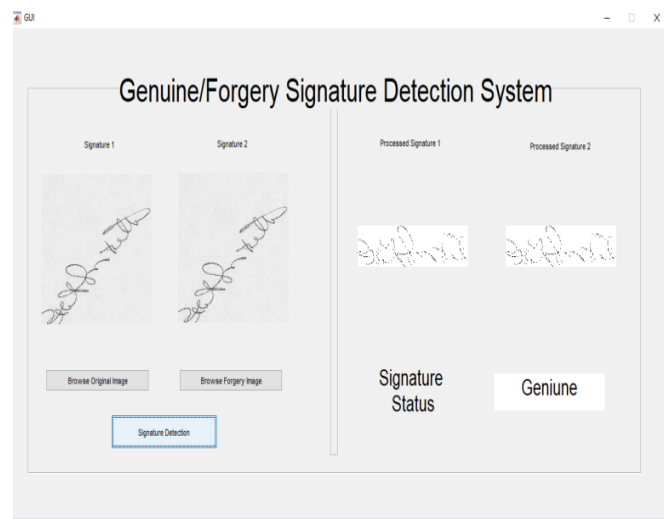 GUI
Genuine/Forgery Signature Detection System
Signature 1
Signature 2
Processed Signature 1
Processed Signature 2
Browse Original Image
Browse Forgery Image
Signature Detection
Signature
Status
Geniune